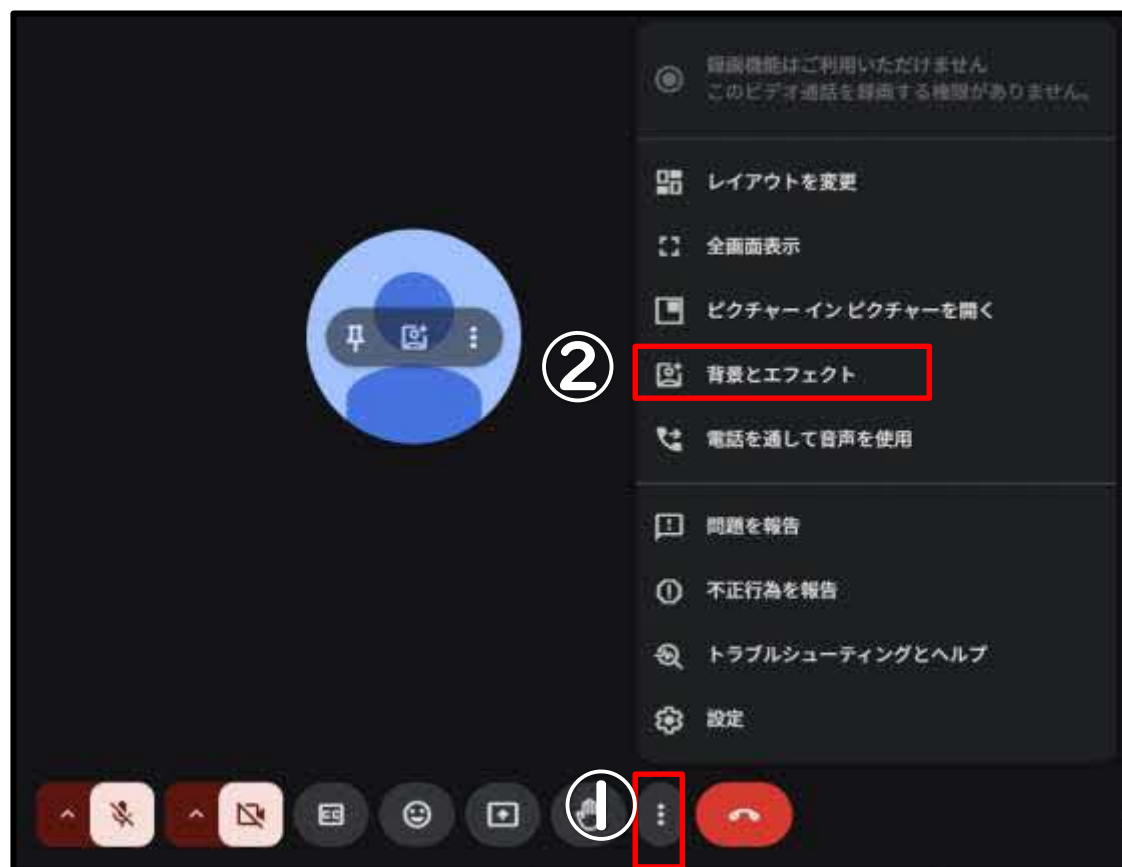 録画機能はご利用いただけません
このビデオ通話を録画する権限がありません。
レイアウトを変更
全画面表示
ピクチャー イン ピクチャーを開く
②
背景とエフェクト
電話を通して音声を使用
問題を報告
不正行為を報告
トラブルシューティングとヘルプ
設定
CC
①